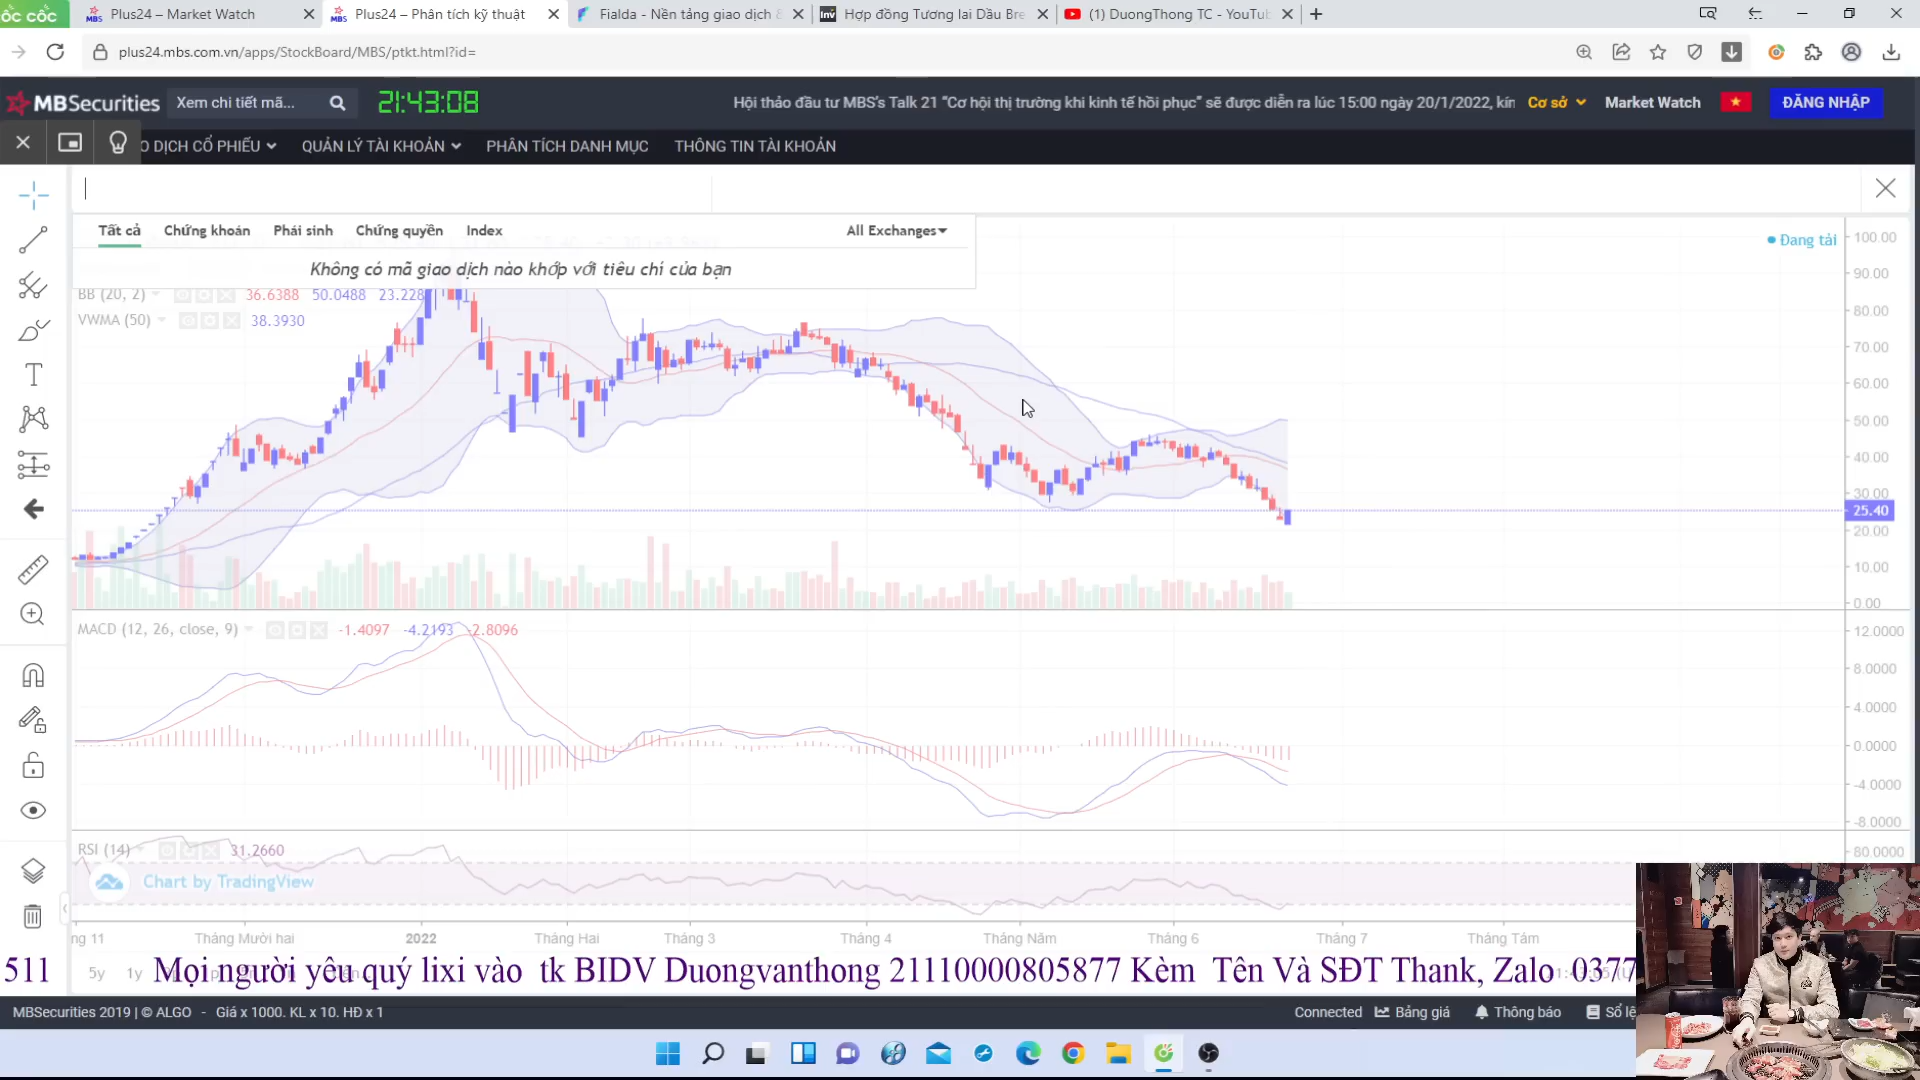 ốc cốc
Plus24 – Market Watch
Plus24 – Phân tích kỹ thuật
Fialda - Nền tảng giao dịch
Hợp đồng Tương lai Dầu Bre
(1) DuongThong TC - YouTub
plus24.mbs.com.vn/apps/StockBoard/MBS/ptkt.html?id=
MBSecurities
Xem chi tiết mã...
21:43:08
Hội thảo đầu tư MBS's Talk 21 “Cơ hội thị trường khi kinh tế hồi phục” sẽ được diễn ra lúc 15:00 ngày 20/1/2022, kín
Cơ sở
Market Watch
ĐĂNG NHẬP
O DỊCH CỔ PHIẾU
QUẢN LÝ TÀI KHOẢN
PHÂN TÍCH DANH MỤC
THÔNG TIN TÀI KHOẢN
Tất cả
Chứng khoán
Phái sinh
Chứng quyền
Index
All Exchanges
Không có mã giao dịch nào khớp với tiêu chí của bạn
Đang tải
BB (20, 2)
36.6388
50.0488
23.228
VWMA (50)
38.3930
100.00
90.00
80.00
70.00
60.00
50.00
40.00
30.00
25.40
20.00
10.00
0.00
MACD (12, 26, close, 9)
-1.4097
-4.2193
-2.8096
12.0000
8.0000
4.0000
0.0000
-4.0000
-8.0000
RSI (14)
31.2660
80.0000
Chart by TradingView
ng 11
Tháng Mười hai
2022
Tháng Hai
Tháng 3
Tháng 4
Tháng Năm
Tháng 6
Tháng 7
Tháng Tám
5y
1y
511 Mọi người yêu quý lixi vào tk BIDV Duongvanthong 21110000805877 Kèm Tên Và SĐT Thank, Zalo 0377
MBSecurities 2019 | © ALGO - Giá x 1000. KL x 10. HĐ x 1
Connected
Bảng giá
Thông báo
Sổ lệ